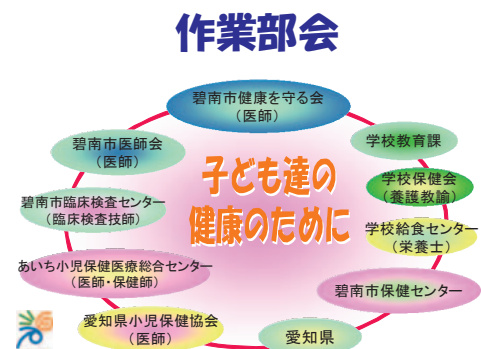 作業部会
碧南市健康を守る会
（医師）
碧南市医師会
（医師）
学校教育課
子ども達の
健康のために
学校保健会
（養護教諭）
碧南市臨床検査センター
（臨床検査技師）
学校給食センター
（栄養士）
あいち小児保健医療総合センター
（医師・保健師）
碧南市保健センター
愛知県小児保健協会
（医師）
愛知県